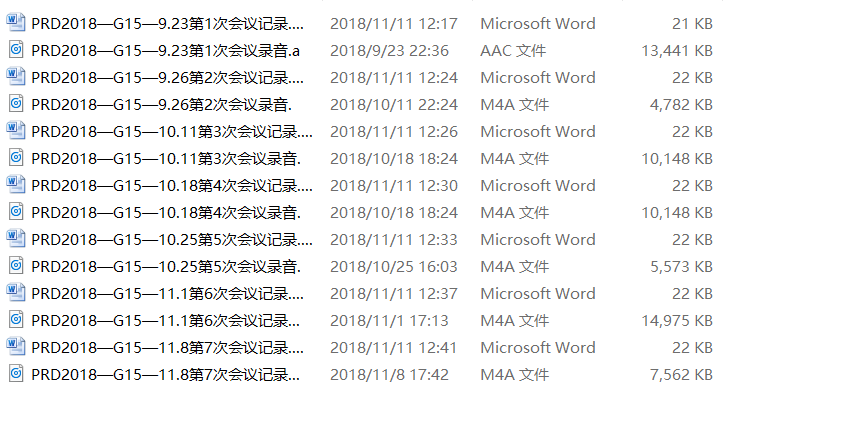 PRD2018—G15—9.23第1次会议记录.... 2018/11/11 12:17 Microsoft Word 21 KB
PRD2018—G15—9.23第1次会议录音.a 2018/9/23 22:36 AAC 文件 13,441 KB
PRD2018—G15—9.26第2次会议记录.... 2018/11/11 12:24 Microsoft Word 22 KB
PRD2018—G15—9.26第2次会议录音. 2018/10/11 22:24 M4A 文件 4,782 KB
PRD2018—G15—10.11第3次会议记录.... 2018/11/11 12:26 Microsoft Word 22 KB
PRD2018—G15—10.11第3次会议录音. 2018/10/18 18:24 M4A 文件 10,148 KB
PRD2018—G15—10.18第4次会议记录.... 2018/11/11 12:30 Microsoft Word 22 KB
PRD2018—G15—10.18第4次会议录音. 2018/10/18 18:24 M4A 文件 10,148 KB
PRD2018—G15—10.25第5次会议记录.... 2018/11/11 12:33 Microsoft Word 22 KB
PRD2018—G15—10.25第5次会议录音. 2018/10/25 16:03 M4A 文件 5,573 KB
PRD2018—G15—11.1第6次会议记录.... 2018/11/11 12:37 Microsoft Word 22 KB
PRD2018—G15—11.1第6次会议记录... 2018/11/1 17:13 M4A 文件 14,975 KB
PRD2018—G15—11.8第7次会议记录.... 2018/11/11 12:41 Microsoft Word 22 KB
PRD2018—G15—11.8第7次会议记录... 2018/11/8 17:42 M4A 文件 7,562 KB